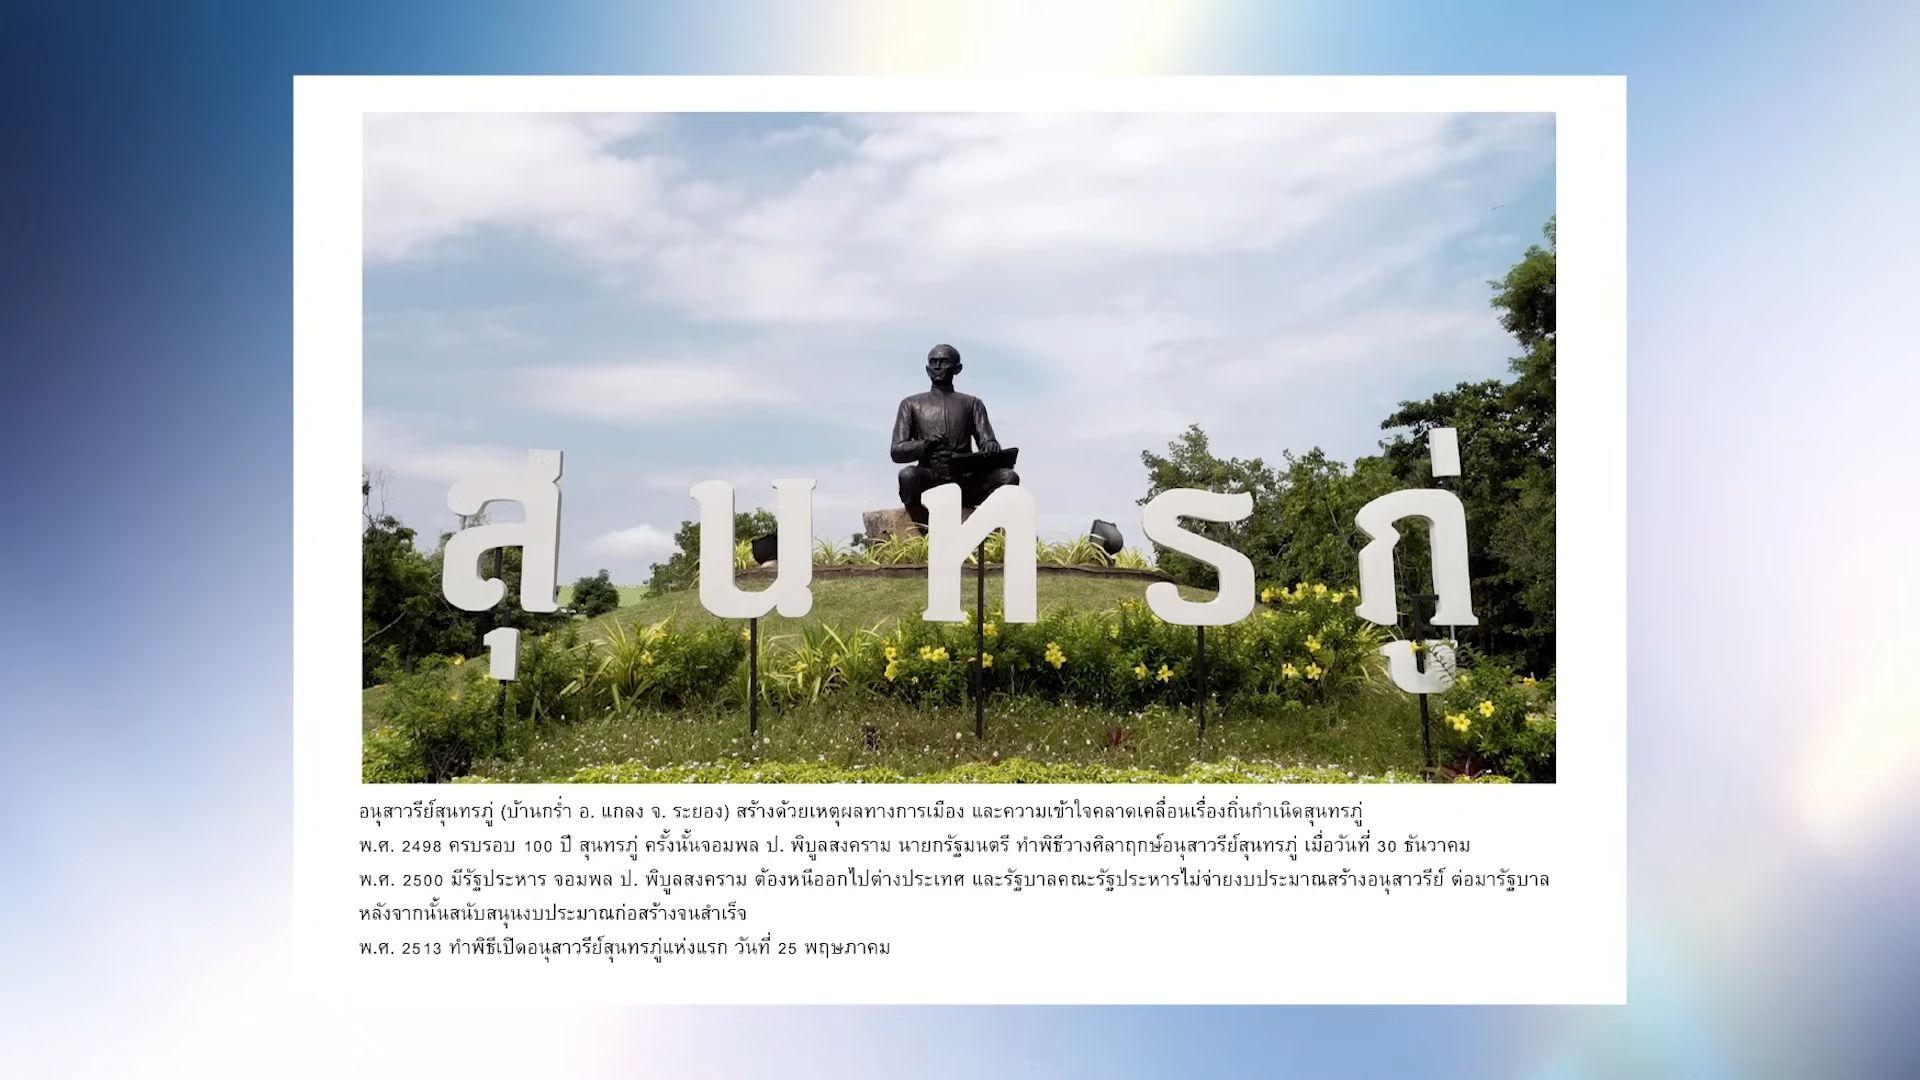 สุนทรภู่
อนุสาวรีย์สุนทรภู่ (บ้านกร่ำ อ. แกลง จ. ระยอง) สร้างด้วยเหตุผลทางการเมือง และความเข้าใจคลาดเคลื่อนเรื่องถิ่นกำเนิดสุนทรภู่
พ.ศ. 2498 ครบรอบ 100 ปี สุนทรภู่ ครั้งนั้นจอมพล ป. พิบูลสงคราม นายกรัฐมนตรี ทำพิธีวางศิลาฤกษ์อนุสาวรีย์สุนทรภู่ เมื่อวันที่ 30 ธันวาคม
พ.ศ. 2500 มีรัฐประหาร จอมพล ป. พิบูลสงคราม ต้องหนีออกไปต่างประเทศ และรัฐบาลคณะรัฐประหารไม่จ่ายงบประมาณสร้างอนุสาวรีย์ ต่อมารัฐบาล
หลังจากนั้นสนับสนุนงบประมาณก่อสร้างจนสำเร็จ
พ.ศ. 2513 ทำพิธีเปิดอนุสาวรีย์สุนทรภู่แห่งแรก วันที่ 25 พฤษภาคม